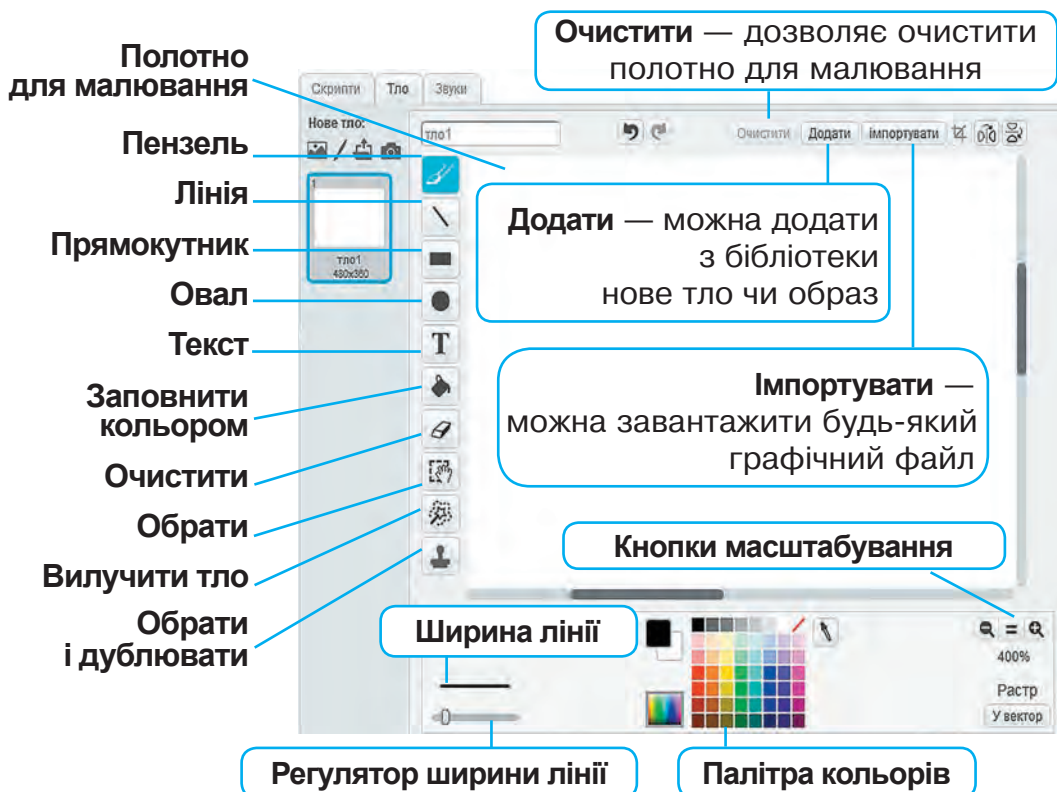 Очистити — дозволяє очистити
полотно для малювання
Полотно
для малювання
Скрипти
Тло
Звуки
Нове тло:
тло1
Очистити
Додати
Імпортувати
Пензель
Лінія
Прямокутник
Овал
Текст
Заповнити
кольором
Очистити
Обрати
Вилучити тло
Обрати
і дублювати
1
тло1
480x360
T
Додати — можна додати
з бібліотеки
нове тло чи образ
Імпортувати —
можна завантажити будь-який
графічний файл
Кнопки масштабування
Ширина лінії
400%
Растр
У вектор
Регулятор ширини лінії
Палітра кольорів